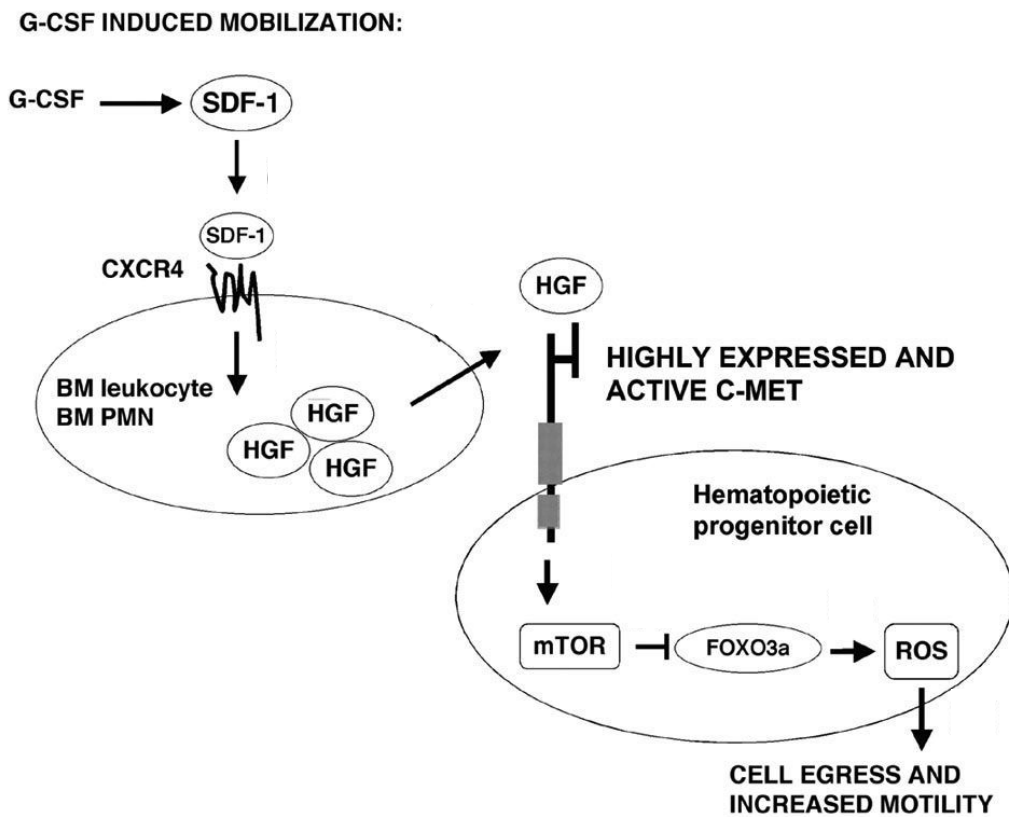 G-CSF INDUCED MOBILIZATION:
G-CSF
SDF-1
SDF-1
CXCR4
HGF
HIGHLY EXPRESSED AND
ACTIVE C-MET
BM leukocyte
BM PMN
HGF
HGF
HGF
Hematopoietic
progenitor cell
mTOR
FOXO3a
ROS
CELL EGRESS AND
INCREASED MOTILITY